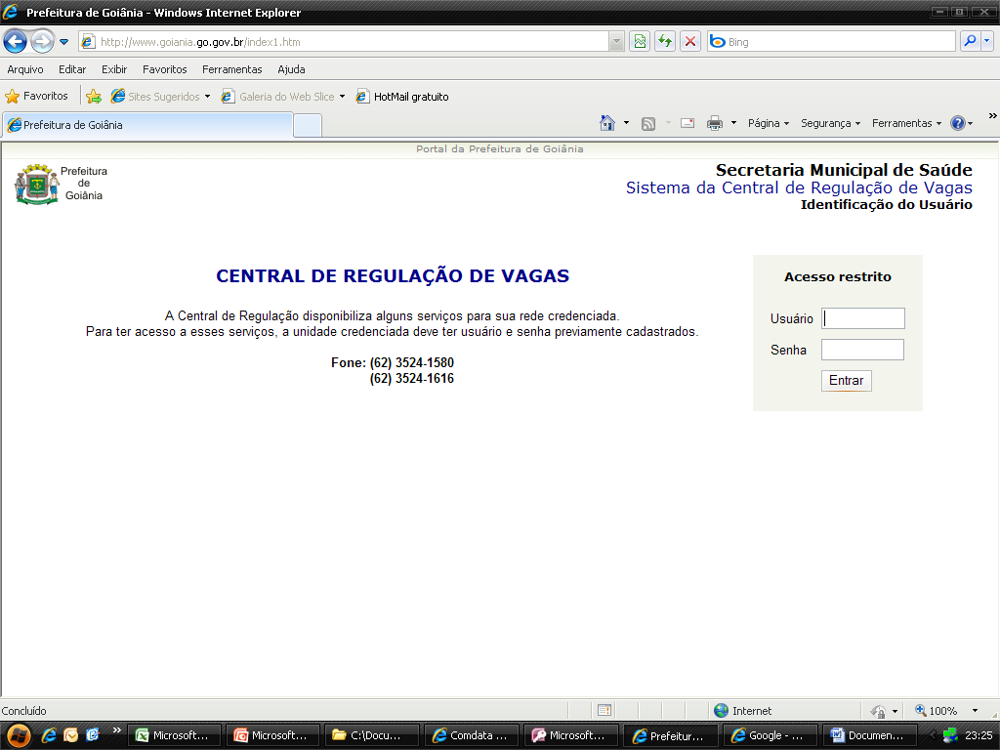 Prefeitura de Goiânia - Windows Internet Explorer
http://www.goiania.go.gov.br/index1.htm
Bing
Arquivo Editar Exibir Favoritos Ferramentas Ajuda
Favoritos Sites Sugeridos Galeria do Web Slice HotMail gratuito
Prefeitura de Goiânia
Página Segurança Ferramentas »
Portal da Prefeitura de Goiânia
Prefeitura
de
Goiânia
Secretaria Municipal de Saúde
Sistema da Central de Regulação de Vagas
Identificação do Usuário
CENTRAL DE REGULAÇÃO DE VAGAS
A Central de Regulação disponibiliza alguns serviços para sua rede credenciada.
Para ter acesso a esses serviços, a unidade credenciada deve ter usuário e senha previamente cadastrados.
Fone: (62) 3524-1580
(62) 3524-1616
Acesso restrito
Usuário
Senha
Entrar
Concluído Internet 100%
» Microsoft... Microsoft... C:\Docu... Comdata ... Microsoft... Prefeitur... Google - ... Documen... 23:25